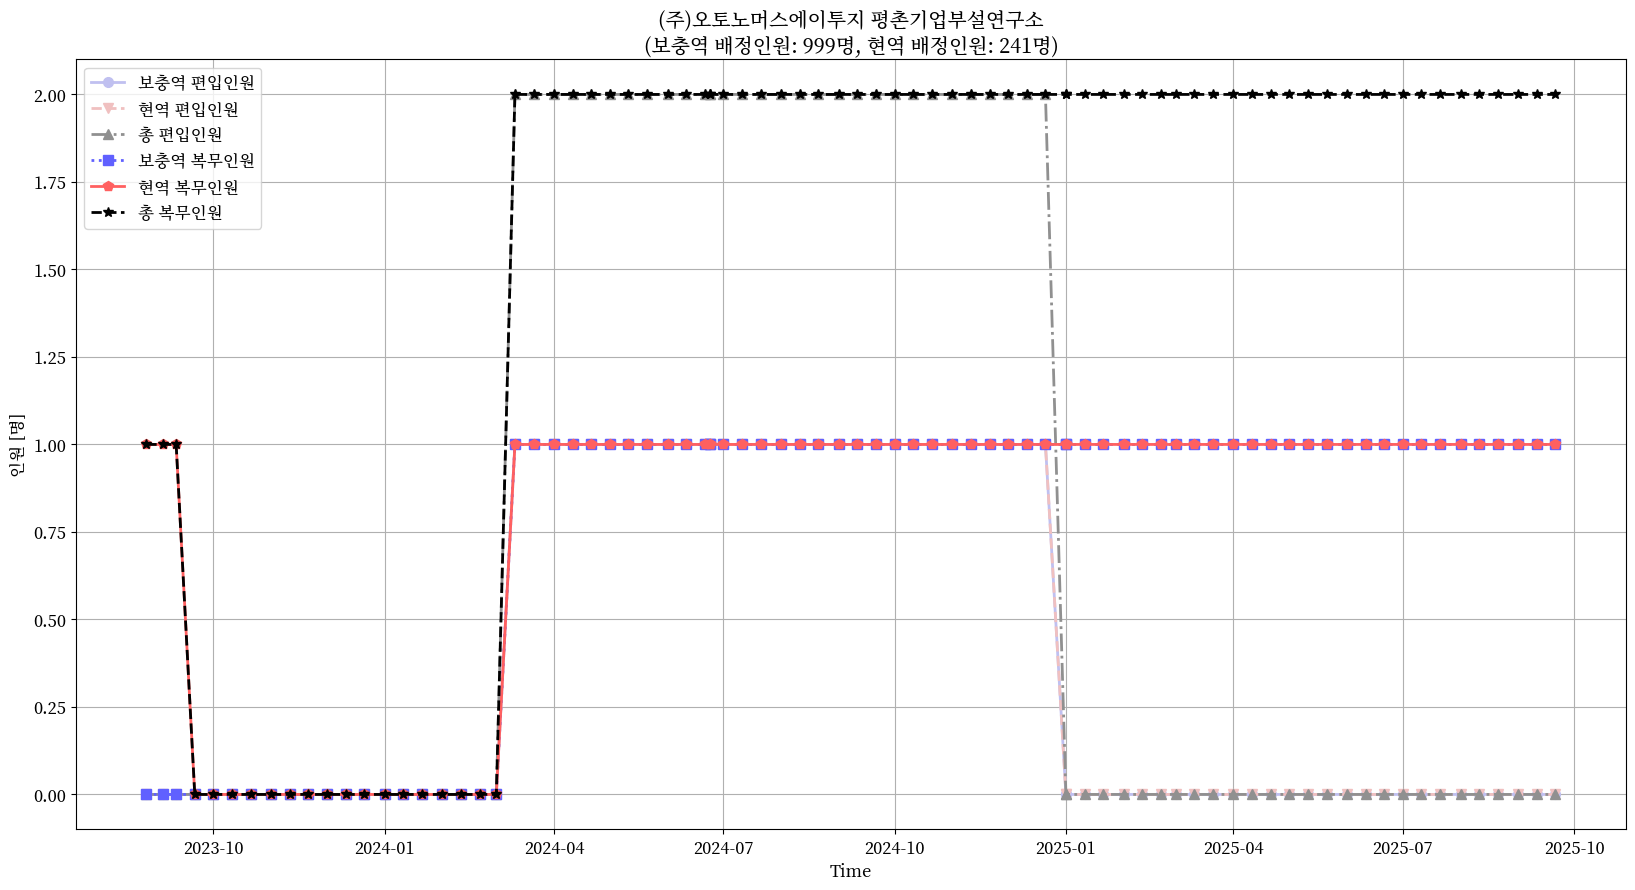 (주)오토노머스에이투지 평촌기업부설연구소
(보충역 배정인원: 999명, 현역 배정인원: 241명)
보충역 편입인원
현역 편입인원
총 편입인원
보충역 복무인원
현역 복무인원
총 복무인원
2.00
1.75
1.50
1.25
1.00
0.75
0.50
0.25
0.00
인원 [명]
2023-10
2024-01
2024-04
2024-07
2024-10
2025-01
2025-04
2025-07
2025-10
Time